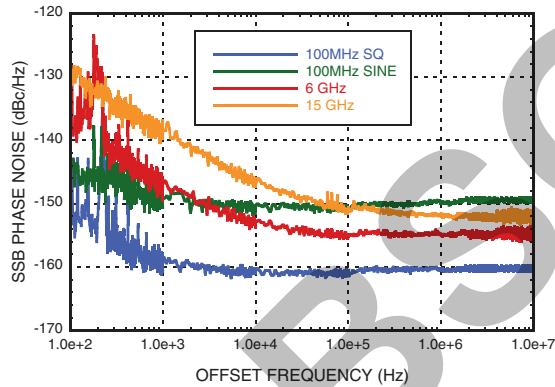 -120
-130
-140
-150
-160
-170
SSB PHASE NOISE (dBc/Hz)
100MHz SQ
100MHz SINE
6 GHz
15 GHz
1.0e+2 1.0e+3 1.0e+4 1.0e+5 1.0e+6 1.0e+7
OFFSET FREQUENCY (Hz)